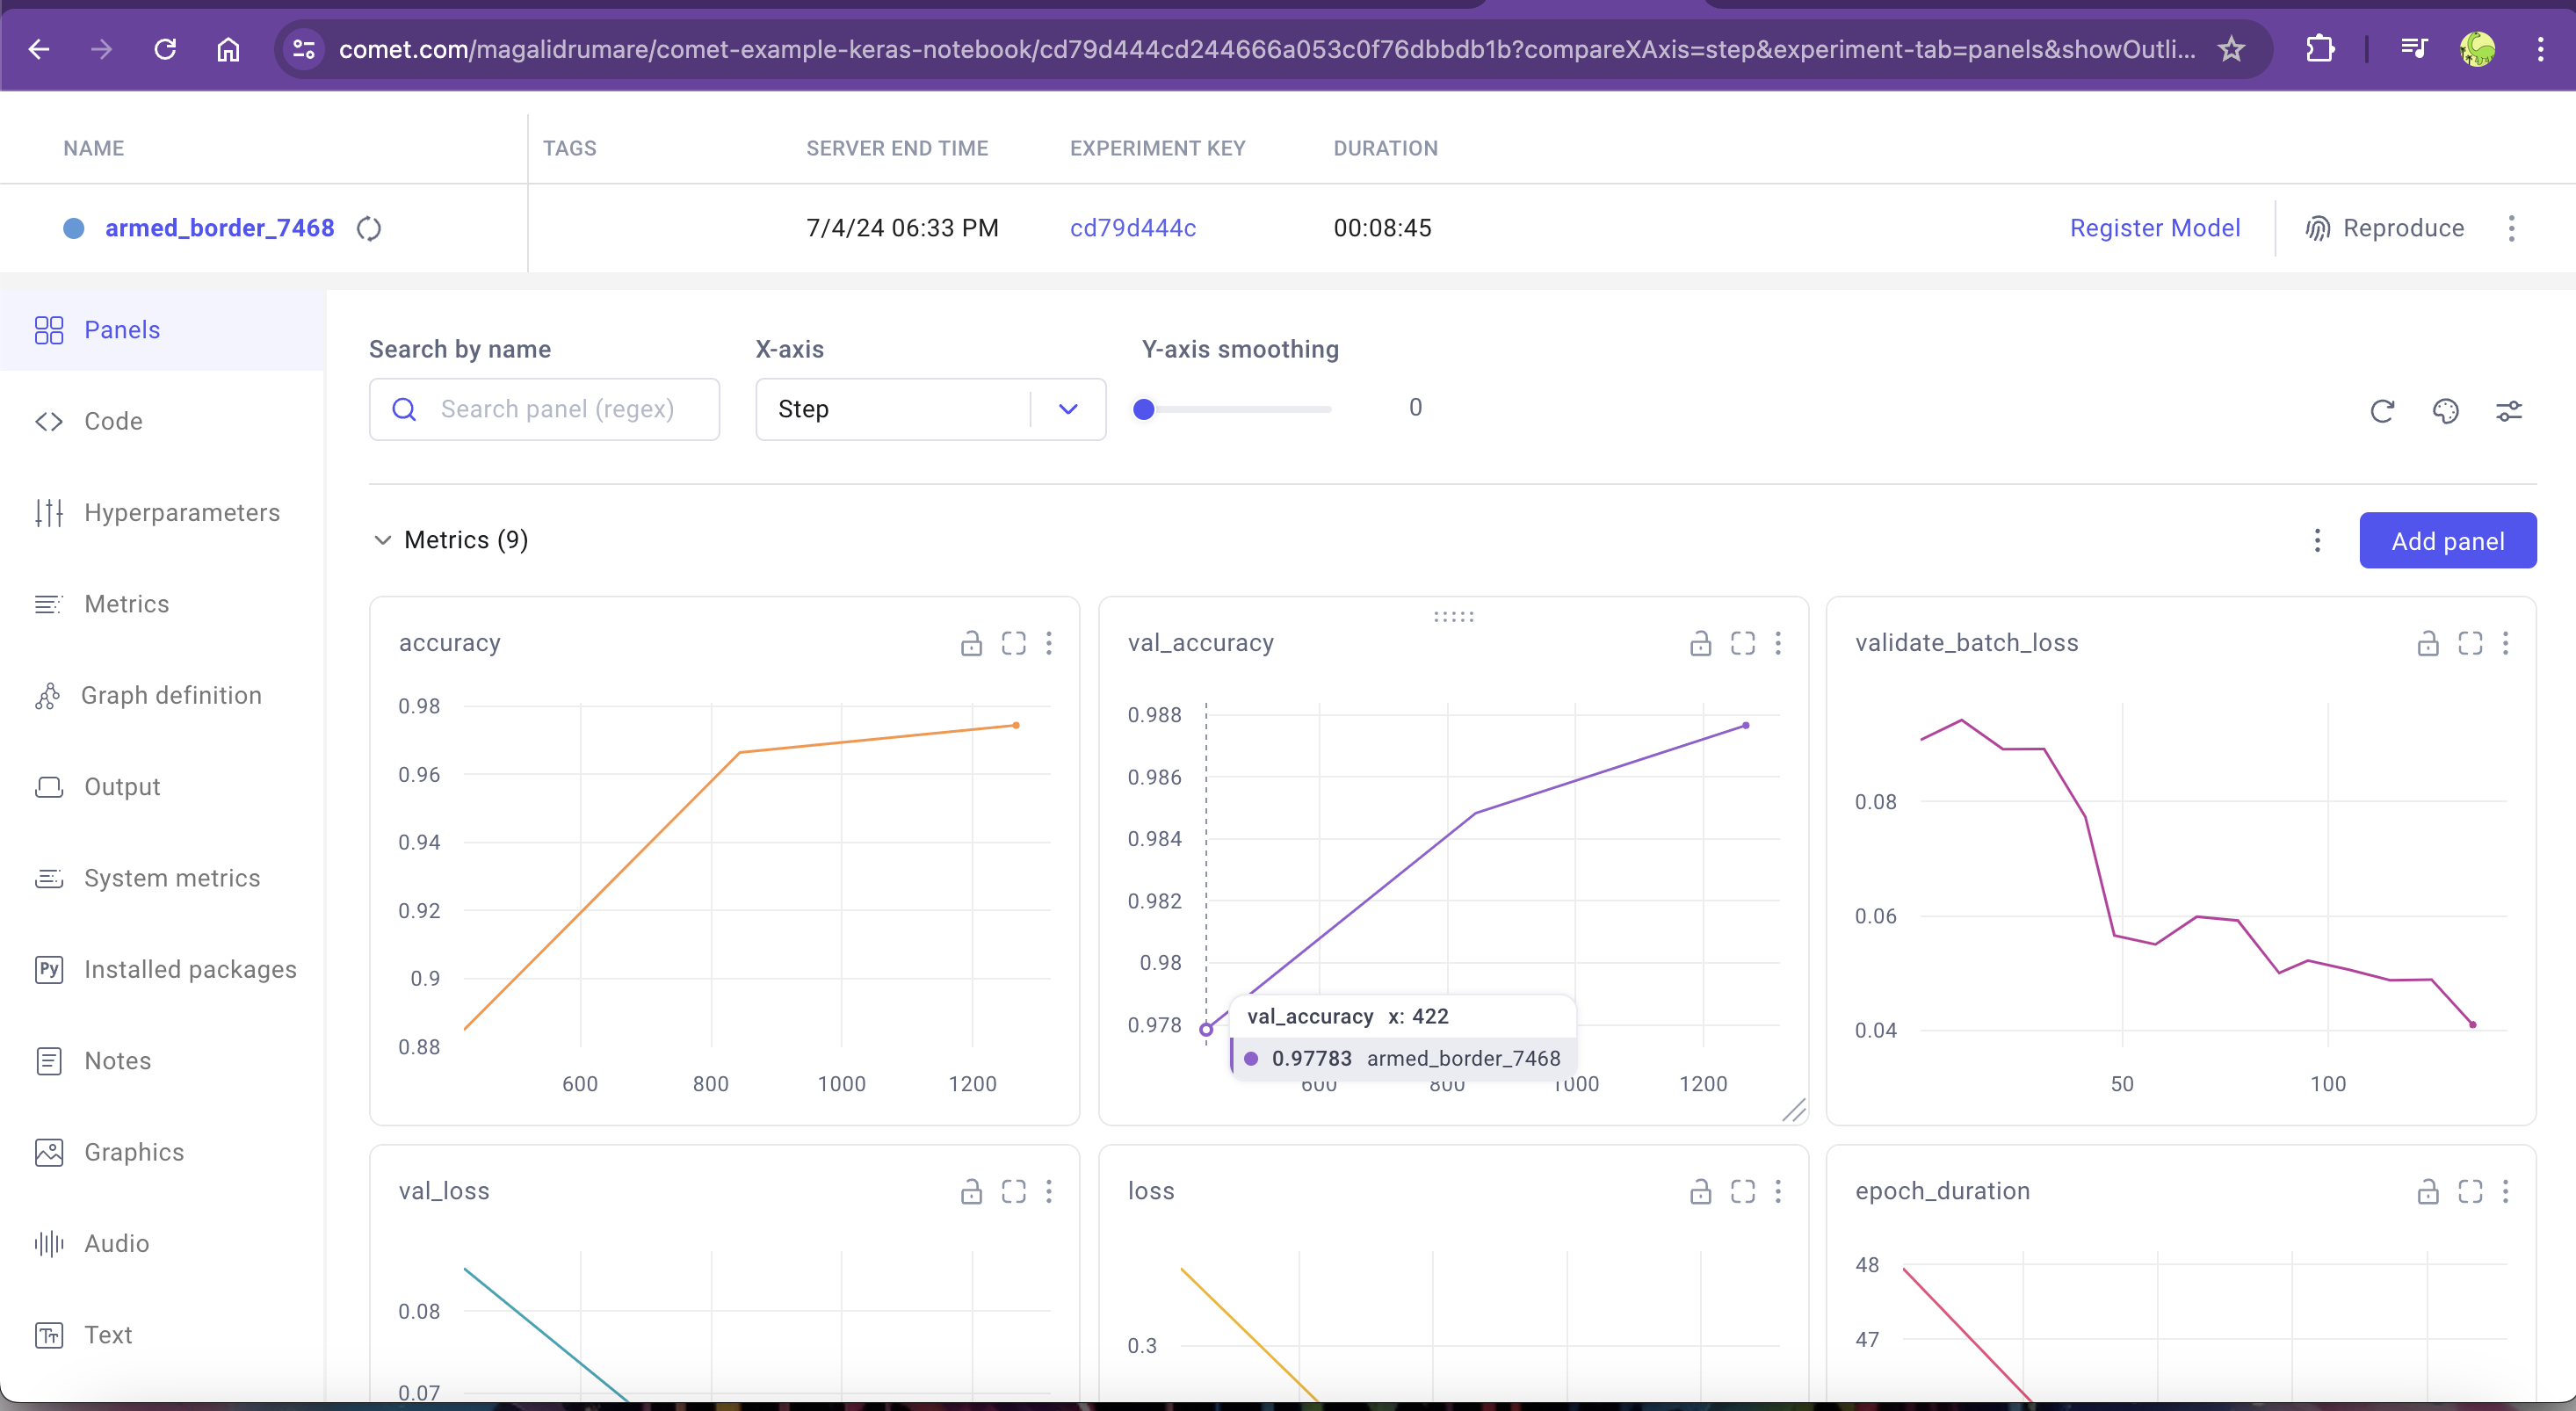 comet.com/magalidrumare/comet-example-keras-notebook/cd79d444cd244666a053c0f76dbbdb1b?compareXAxis=step&experiment-tab=panels&showOutli...
NAME TAGS SERVER END TIME EXPERIMENT KEY DURATION
armed_border_7468 7/4/24 06:33 PM cd79d444c 00:08:45 Register Model Reproduce
Panels
Code
Hyperparameters
Metrics
Graph definition
Output
System metrics
Py Installed packages
Notes
Graphics
Audio
Text
Search by name X-axis Y-axis smoothing
Search panel (regex) Step 0
Metrics (9) Add panel
accuracy
0.98
0.96
0.94
0.92
0.9
0.88
600 800 1000 1200
val_accuracy
0.988
0.986
0.984
0.982
0.98
0.978
val_accuracy x: 422
0.97783 armed_border_7468
600 800 1000 1200
validate_batch_loss
0.08
0.06
0.04
50 100
val_loss
0.08
0.07
loss
0.3
epoch_duration
48
47